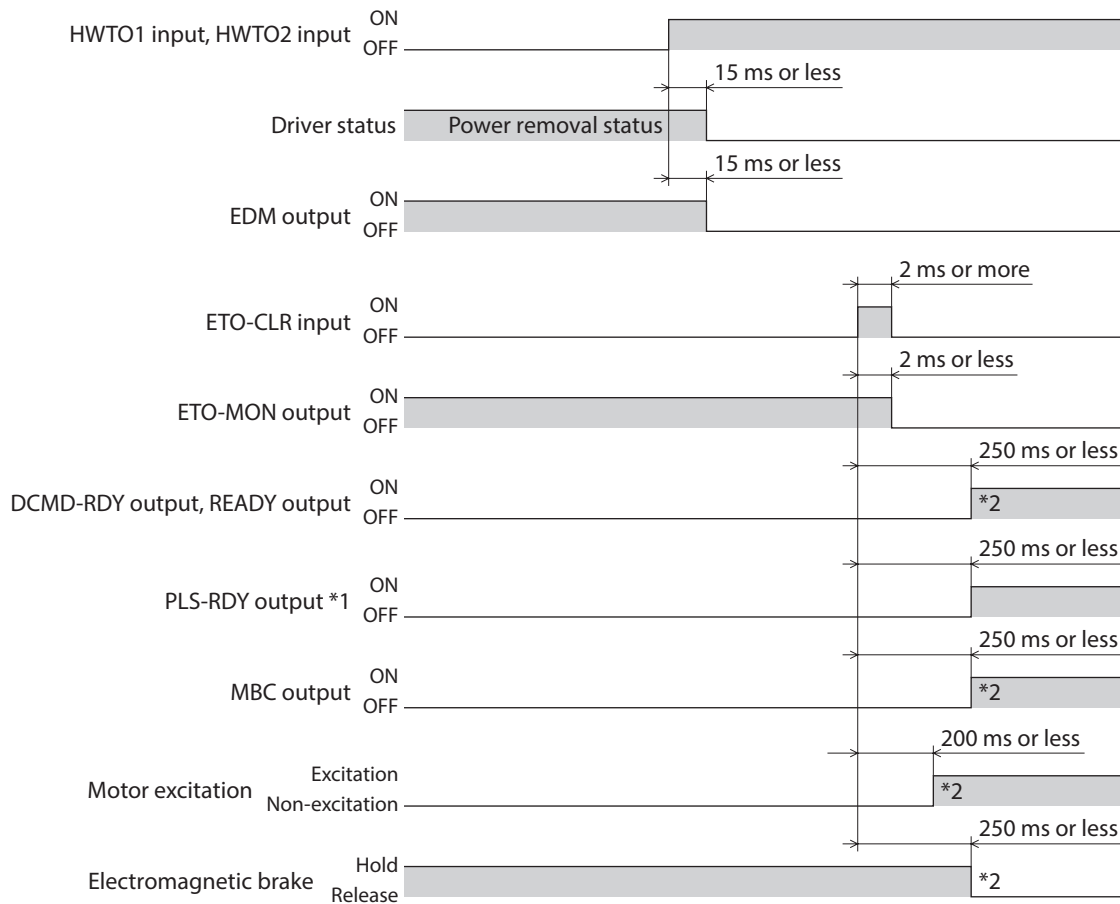 HWTO1 input, HWTO2 input
ON
OFF
15 ms or less
Driver status
Power removal status
15 ms or less
EDM output
ON
OFF
2 ms or more
ETO-CLR input
ON
OFF
2 ms or less
ETO-MON output
ON
OFF
250 ms or less
DCMD-RDY output, READY output
ON
OFF
*2
250 ms or less
PLS-RDY output *1
ON
OFF
250 ms or less
MBC output
ON
OFF
*2
200 ms or less
Motor excitation
Excitation
Non-excitation
*2
250 ms or less
Electromagnetic brake
Hold
Release
*2